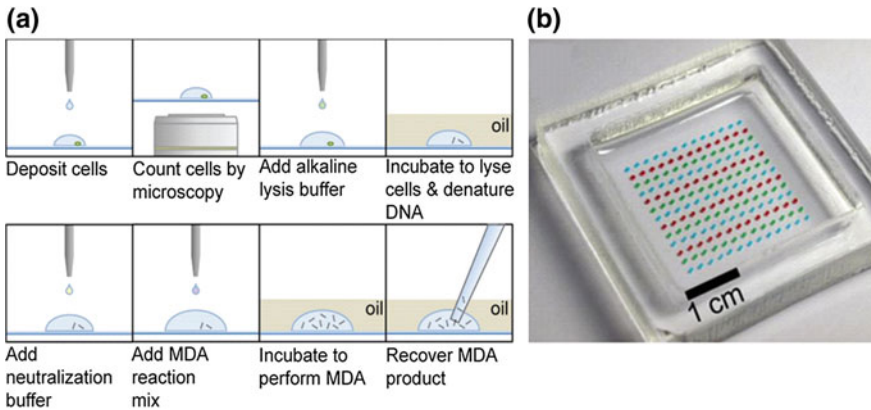 (a)
Deposit cells
Count cells by
microscopy
Add alkaline
lysis buffer
oil
Incubate to lyse
cells & denature
DNA
Add
neutralization
buffer
Add MDA
reaction
mix
oil
Incubate to
perform MDA
oil
Recover MDA
product
(b)
1 cm